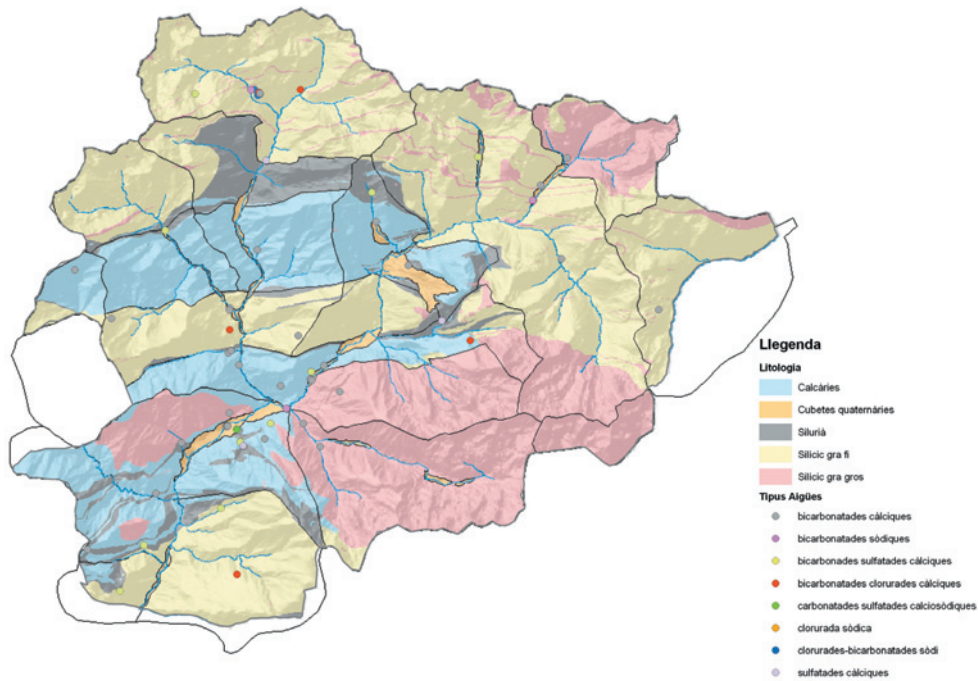 Llegenda
Litologia
Calcàries
Cubetes quaternàries
Silurià
Silícic gra fi
Silícic gra gros
Tipus Aigües
bicarbonatades càlciques
bicarbonatades sòdiques
bicarbonades sulfatades càlciques
bicarbonatades clorurades càlciques
carbonatades sulfatades calciosòdiques
clorurada sòdica
clorurades-bicarbonatades sòdi
sulfatades càlciques